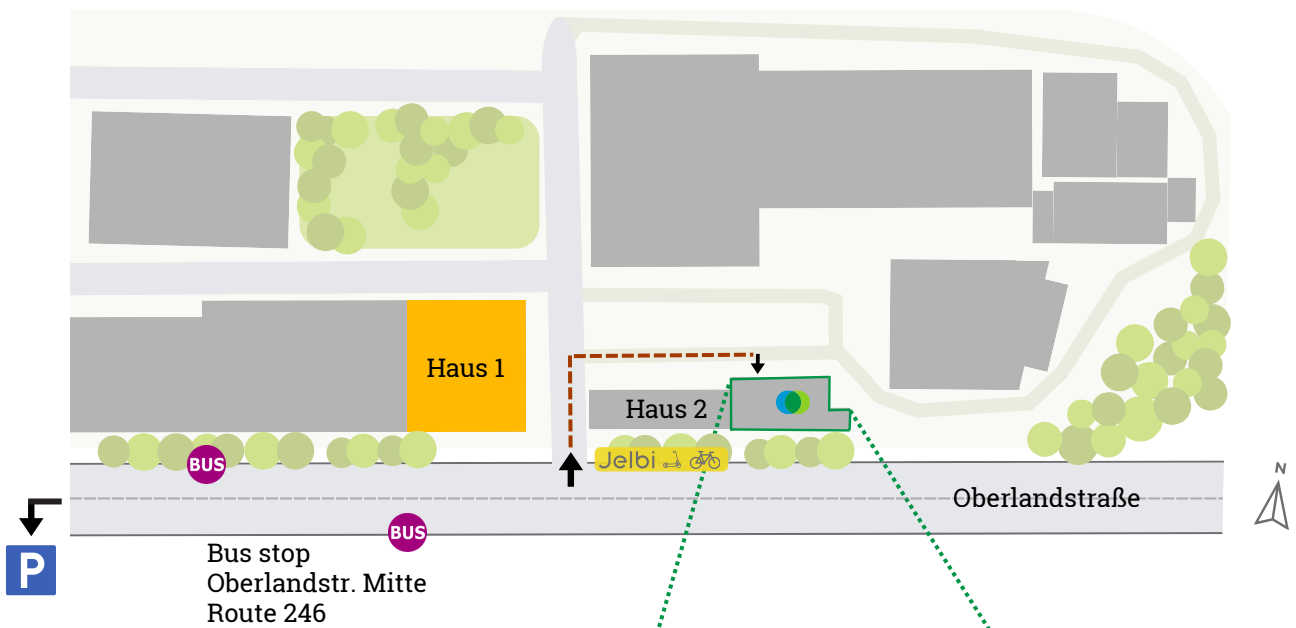 Haus 1
Haus 2
BUS
Jelbi
Oberlandstraße
N
BUS
P
Bus stop
Oberlandstr. Mitte
Route 246